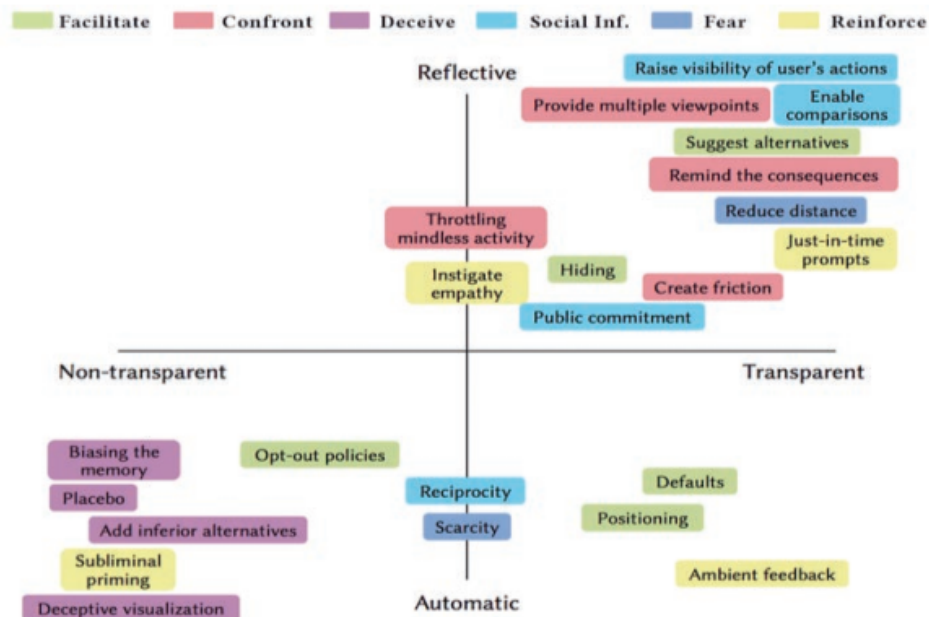 Facilitate Confront Deceive Social Inf. Fear Reinforce
Reflective
Raise visibility of user's actions
Provide multiple viewpoints
Enable
comparisons
Suggest alternatives
Remind the consequences
Reduce distance
Throttling
mindless activity
Just-in-time
prompts
Hiding
Instigate
empathy
Create friction
Public commitment
Non-transparent
Transparent
Biasing the
memory
Opt-out policies
Placebo
Reciprocity
Defaults
Add inferior alternatives
Scarcity
Positioning
Subliminal
priming
Ambient feedback
Deceptive visualization
Automatic